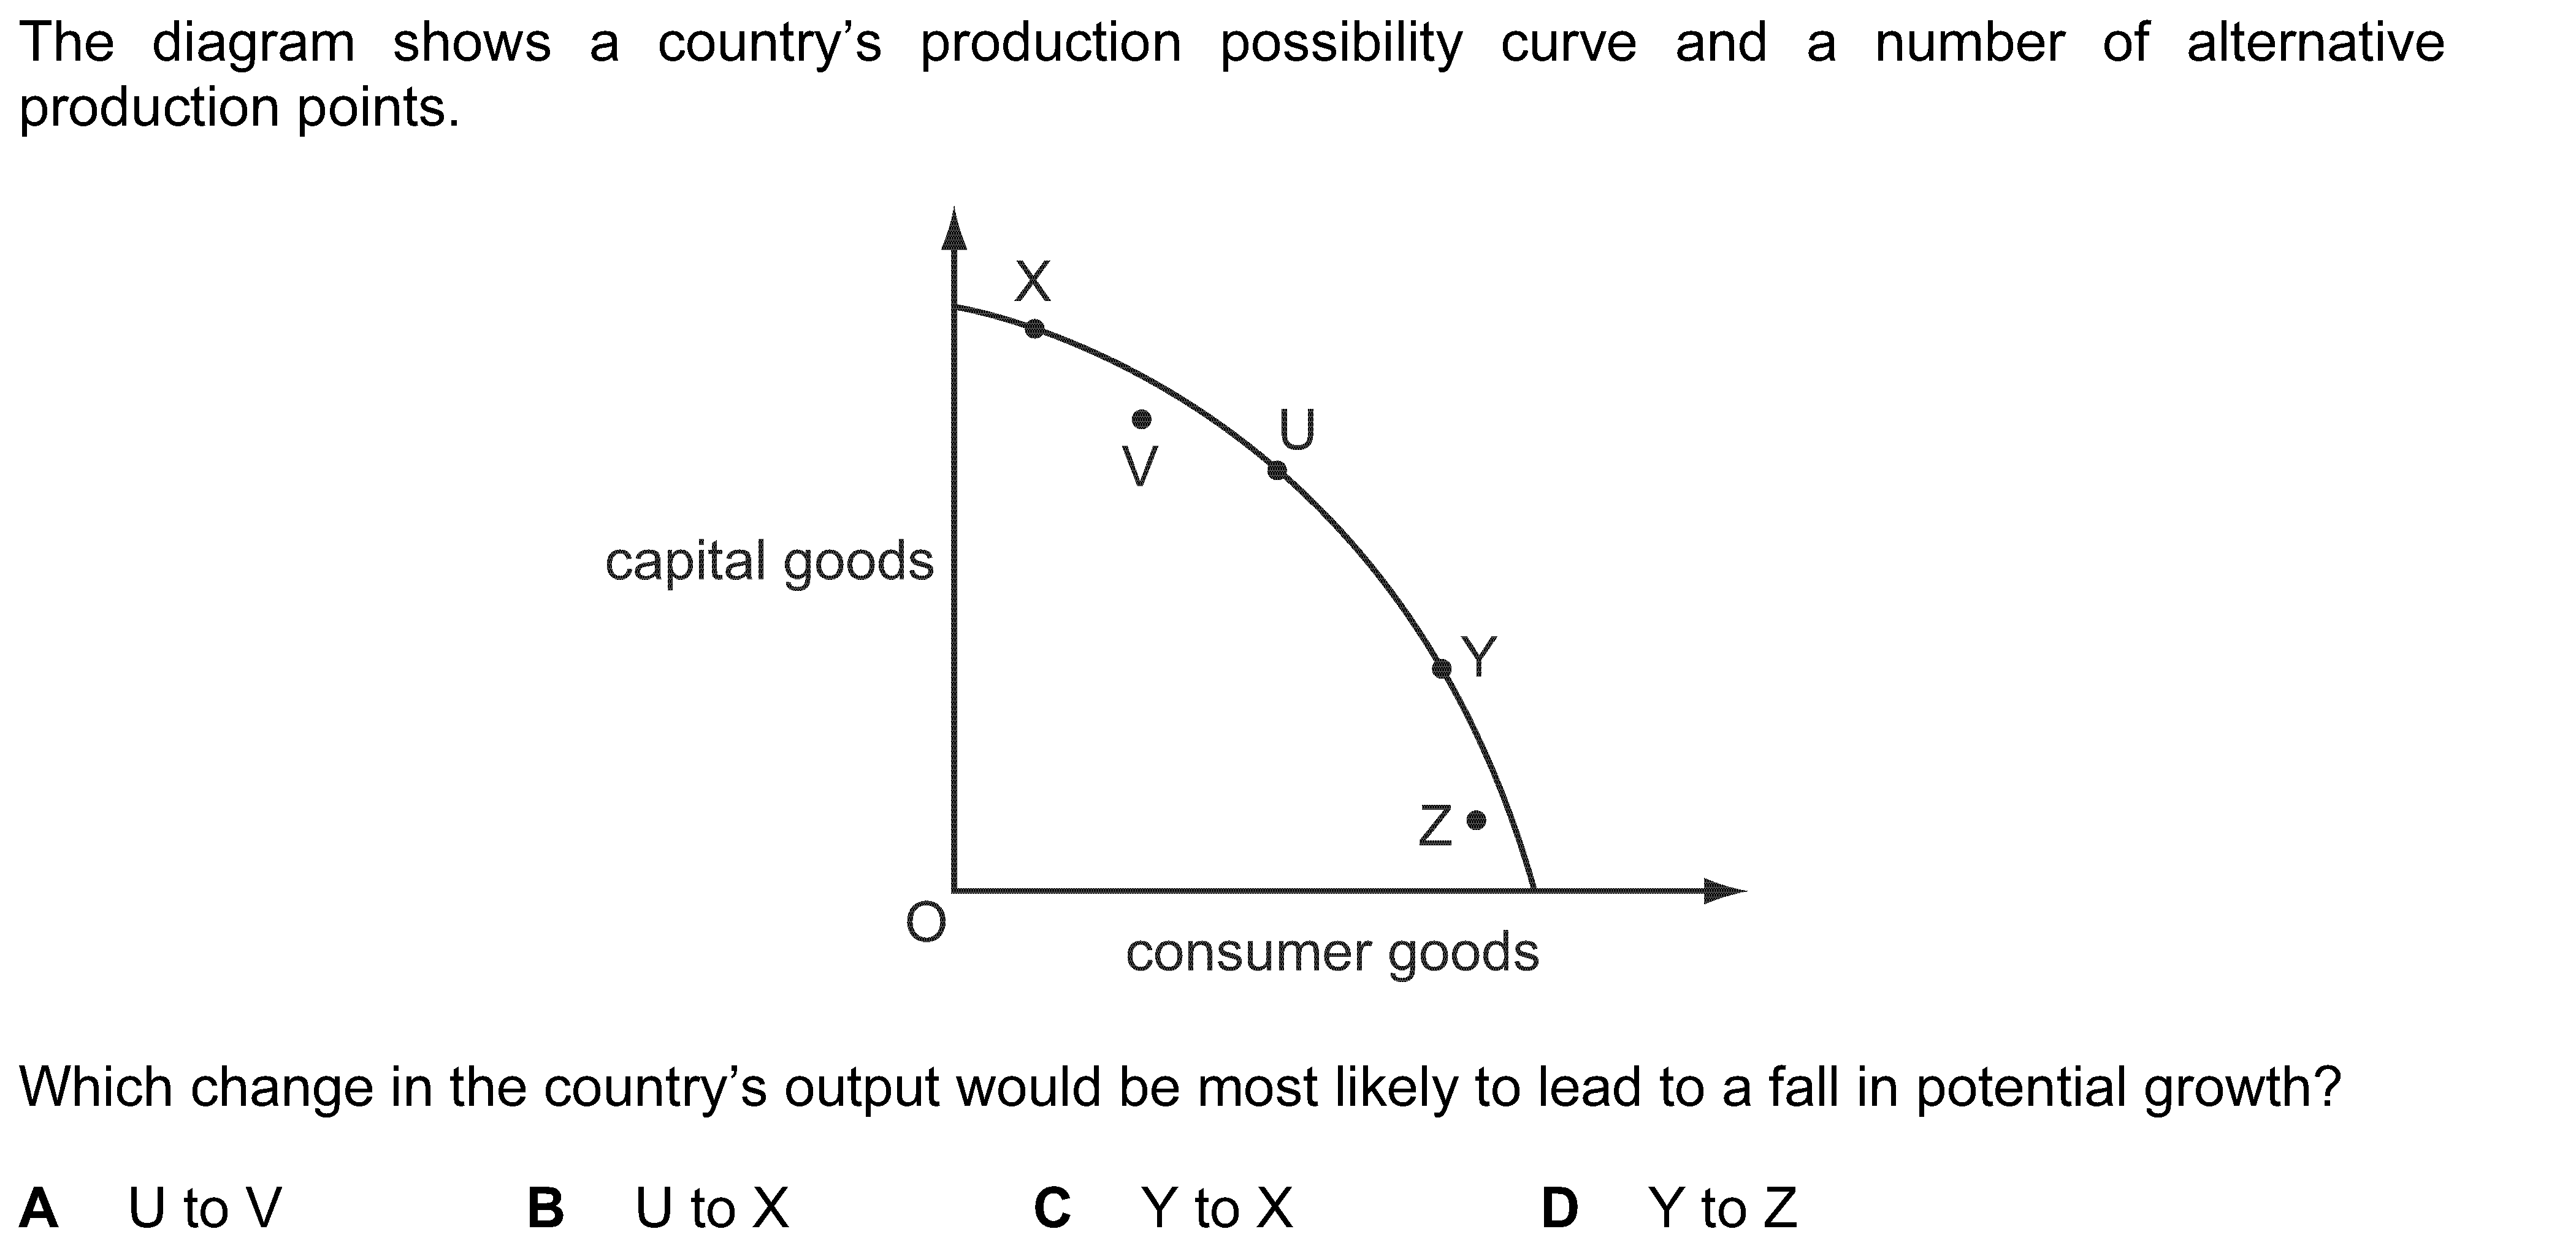 The diagram shows a country’s production possibility curve and a number of alternative
production points.
X
U
V
capital goods
Y
Z
O
consumer goods
Which change in the country’s output would be most likely to lead to a fall in potential growth?
A U to V B U to X C Y to X D Y to Z